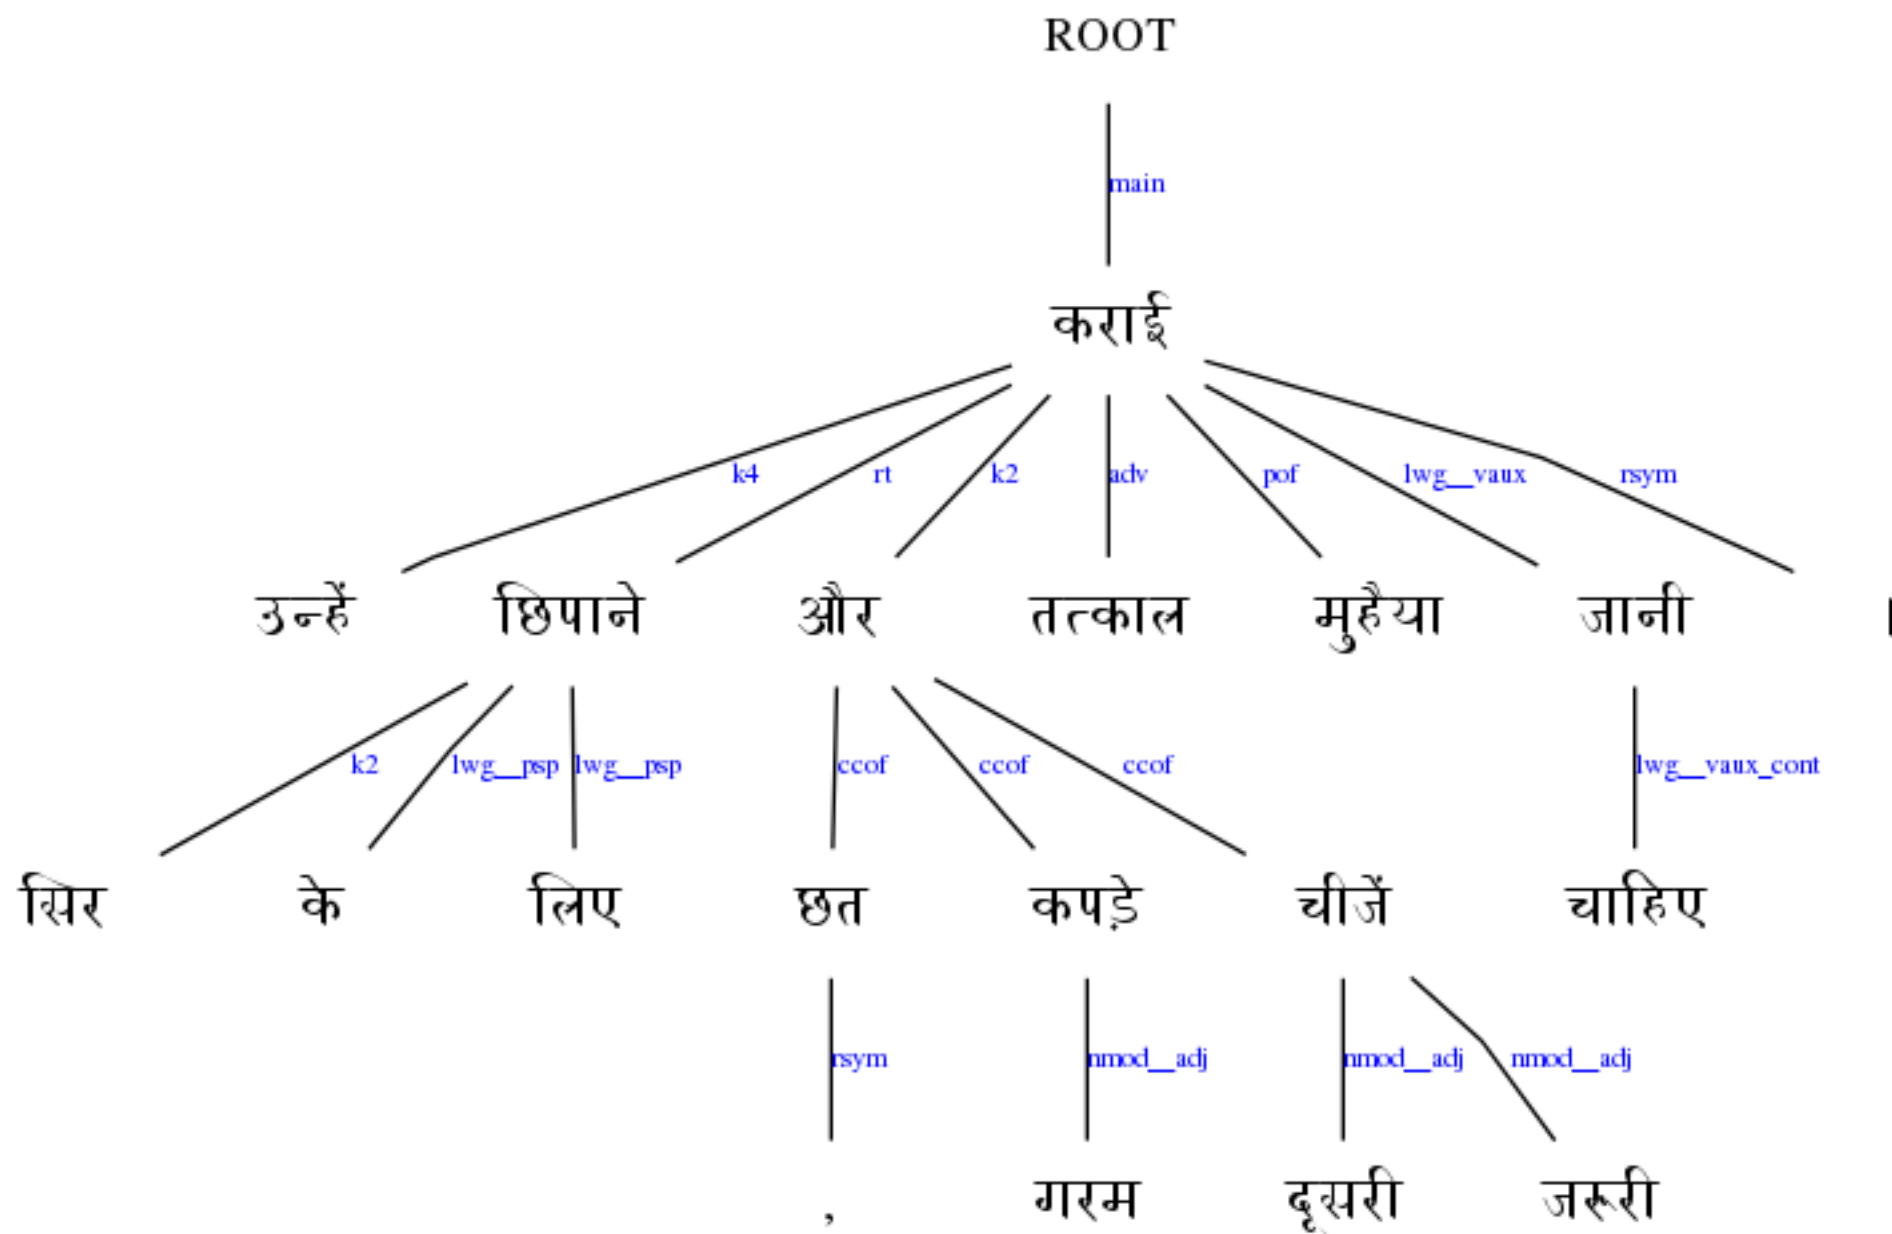 ROOT
main
कराई
k4 rt k2 adv pof lwg__vaux rsym
उन्हें छिपाने और तत्काल मुहैया जानी ।
k2 lwg__psp lwg__psp ccof ccof ccof lwg__vaux_cont
सिर के लिए छत कपड़े चीजें चाहिए
rsym nmod__adj nmod__adj nmod__adj
, गरम दूसरी जरूरी